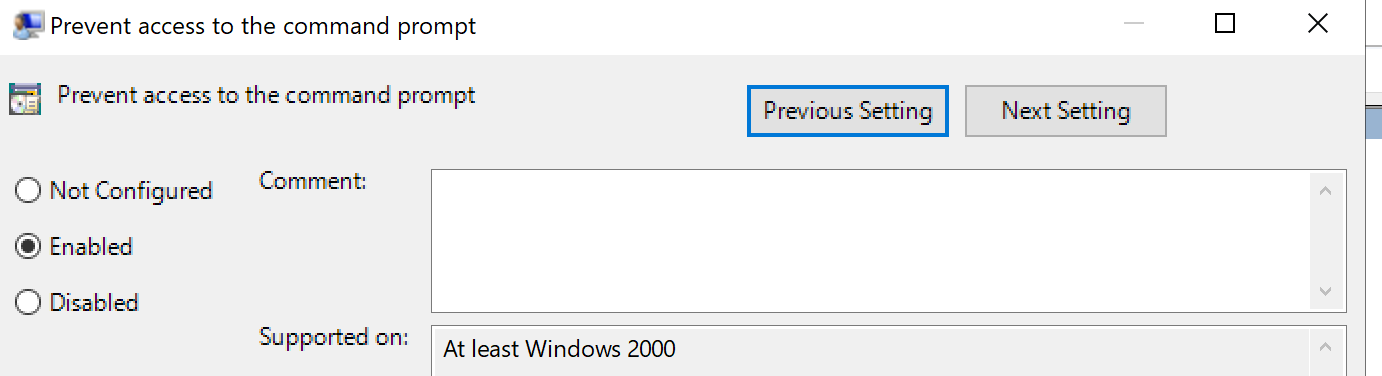 Prevent access to the command prompt
Prevent access to the command prompt
Previous Setting
Next Setting
Not Configured
Comment:
Enabled
Disabled
Supported on:
At least Windows 2000